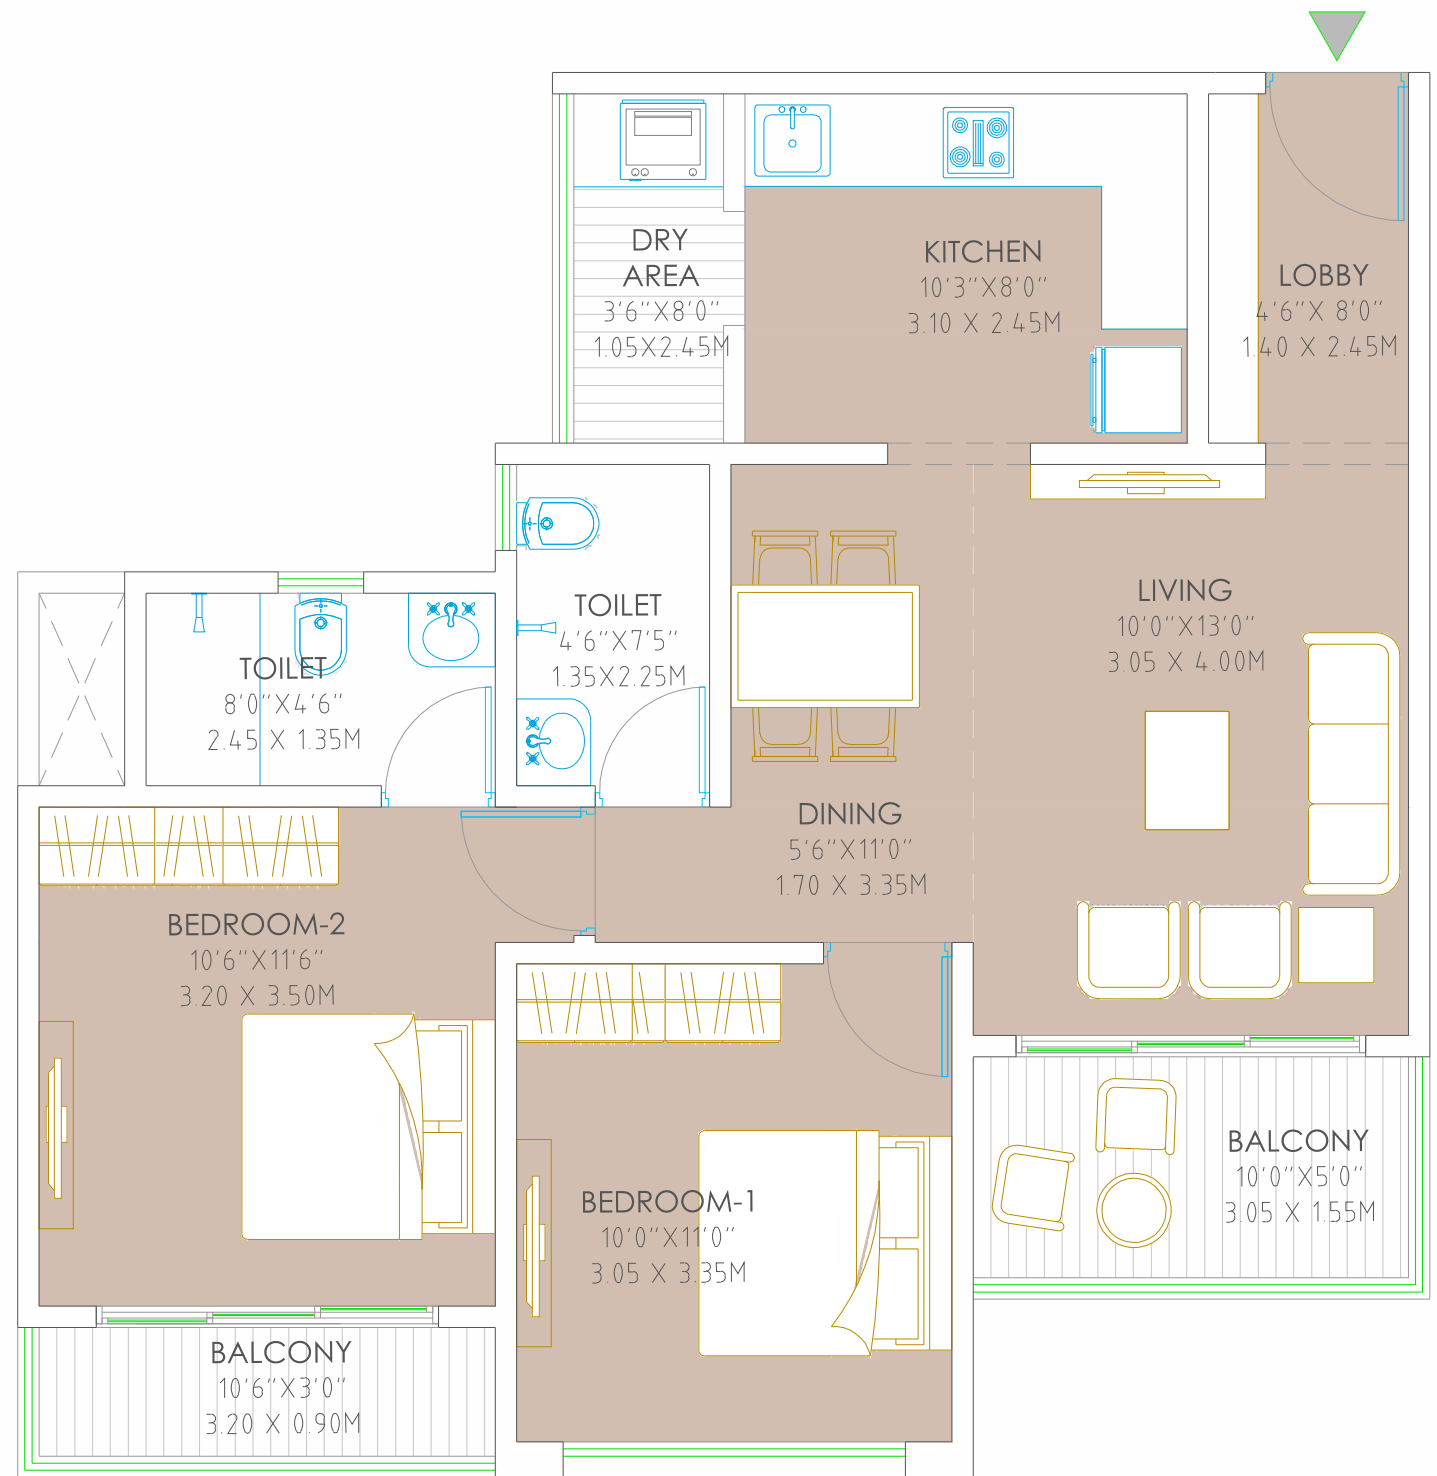 DRY
AREA
3'6"X8'0"
1.05X2.45M
KITCHEN
10'3"X8'0"
3.10 X 2.45M
LOBBY
4'6"X 8'0"
1.40 X 2.45M
TOILET
4'6"X7'5"
1.35X2.25M
LIVING
10'0"X13'0"
3.05 X 4.00M
TOILET
8'0"X4'6"
2.45 X 1.35M
DINING
5'6"X11'0"
1.70 X 3.35M
BEDROOM-2
10'6"X11'6"
3.20 X 3.50M
BALCONY
10'0"X5'0"
3.05 X 1.55M
BEDROOM-1
10'0"X11'0"
3.05 X 3.35M
BALCONY
10'6"X3'0"
3.20 X 0.90M